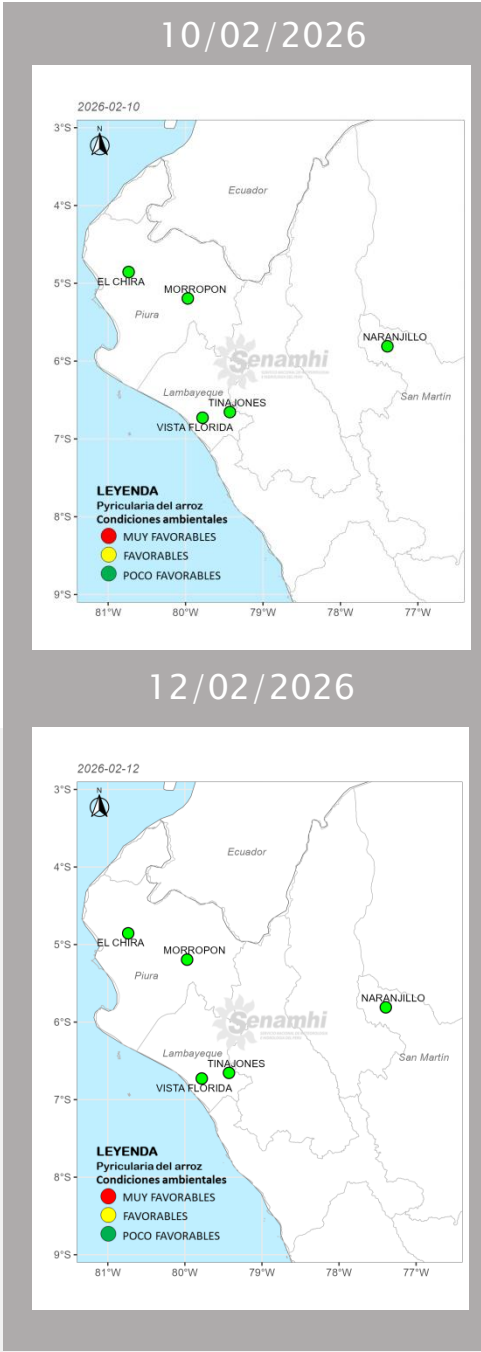 10/02/2026
2026-02-10
N
3°S
4°S
5°S
6°S
7°S
8°S
9°S
Ecuador
EL CHIRA
MORROPON
Piura
NARANJILLO
Senamhi
Lambayeque
San Martín
TINAJONES
VISTA FLORIDA
LEYENDA
Pyricularia del arroz
Condiciones ambientales
MUY FAVORABLES
FAVORABLES
POCO FAVORABLES
81°W
80°W
79°W
78°W
77°W
12/02/2026
2026-02-12
N
3°S
4°S
5°S
6°S
7°S
8°S
9°S
Ecuador
EL CHIRA
MORROPON
Piura
NARANJILLO
Senamhi
Lambayeque
San Martín
TINAJONES
VISTA FLORIDA
LEYENDA
Pyricularia del arroz
Condiciones ambientales
MUY FAVORABLES
FAVORABLES
POCO FAVORABLES
81°W
80°W
79°W
78°W
77°W